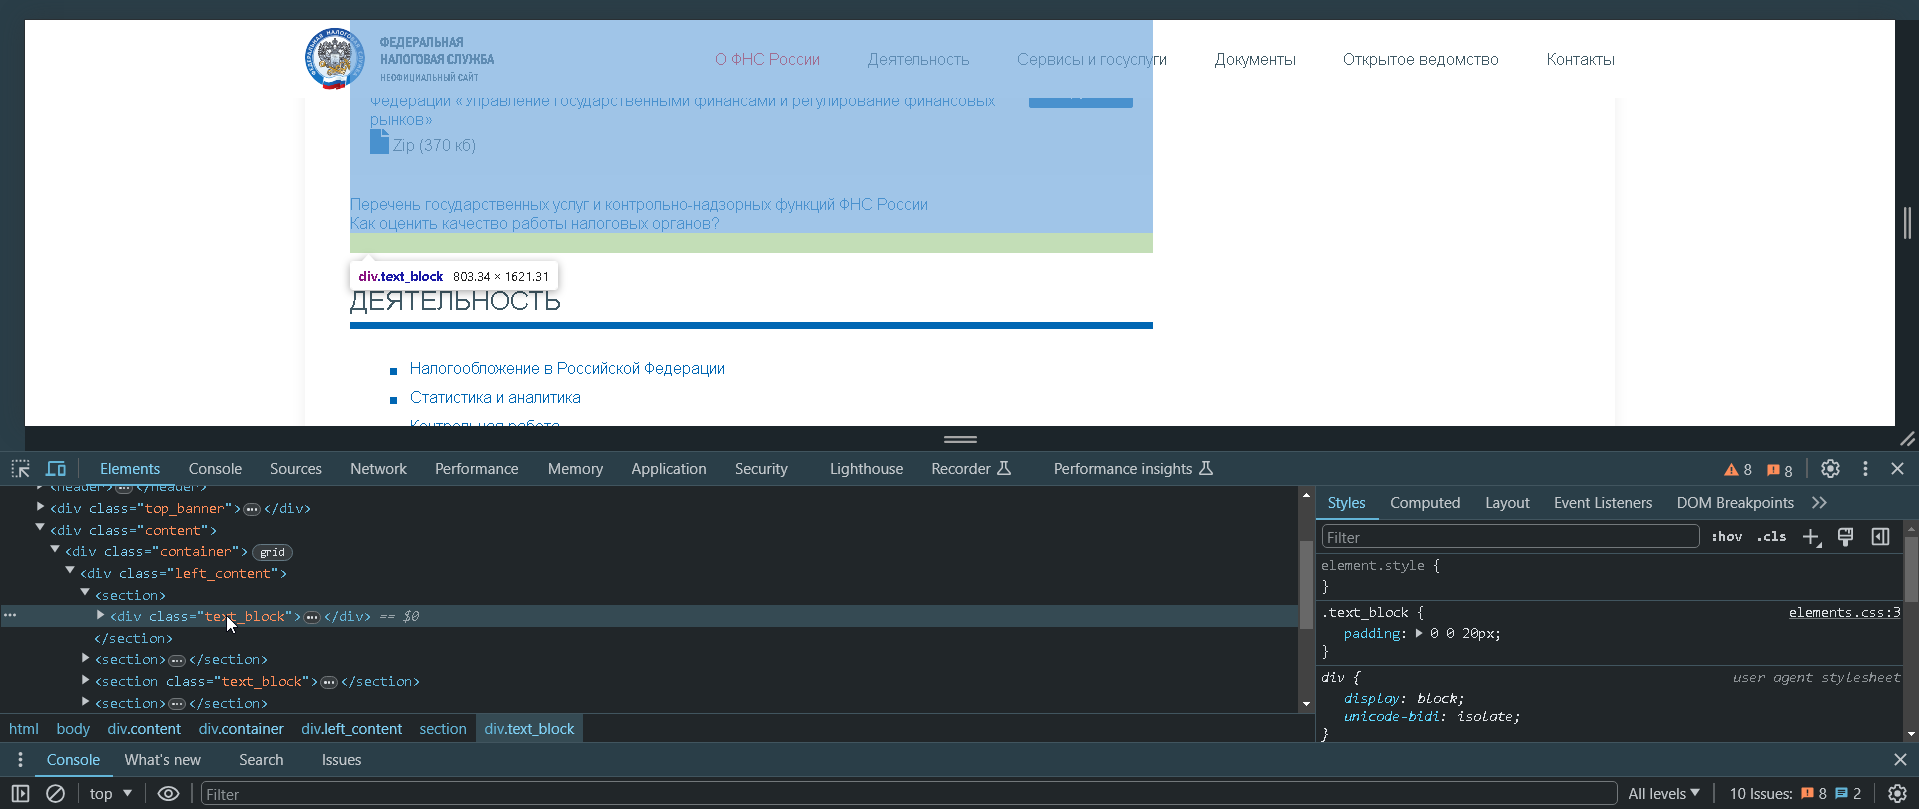 ФЕДЕРАЛЬНАЯ
НАЛОГОВАЯ СЛУЖБА
НЕОФИЦИАЛЬНЫЙ САЙТ
О ФНС России
Деятельность
Сервисы и госуслуги
Документы
Открытое ведомство
Контакты
Федерации «Управление государственными финансами и регулирование финансовых
рынков»
Zip (370 кб)
Перечень государственных услуг и контрольно-надзорных функций ФНС России
Как оценить качество работы налоговых органов?
div.text_block 803.34 × 1621.31
ДЕЯТЕЛЬНОСТЬ
Налогообложение в Российской Федерации
Статистика и аналитика
Контрольная работа
Elements Console Sources Network Performance Memory Application Security Lighthouse Recorder Performance insights 8 8
<header> ... </header>
<div class="top_banner"> ... </div>
<div class="content">
<div class="container"> grid
<div class="left_content">
<section>
... <div class="text_block"> ... </div> == $0
</section>
<section> ... </section>
<section class="text_block"> ... </section>
<section> ... </section>
html body div.content div.container div.left_content section div.text_block
Styles Computed Layout Event Listeners DOM Breakpoints
Filter :hov .cls
element.style {
}
.text_block { elements.css:3
padding: 0 0 20px;
}
div { user agent stylesheet
display: block;
unicode-bidi: isolate;
}
Console What's new Search Issues
top Filter All levels 10 Issues: 8 2